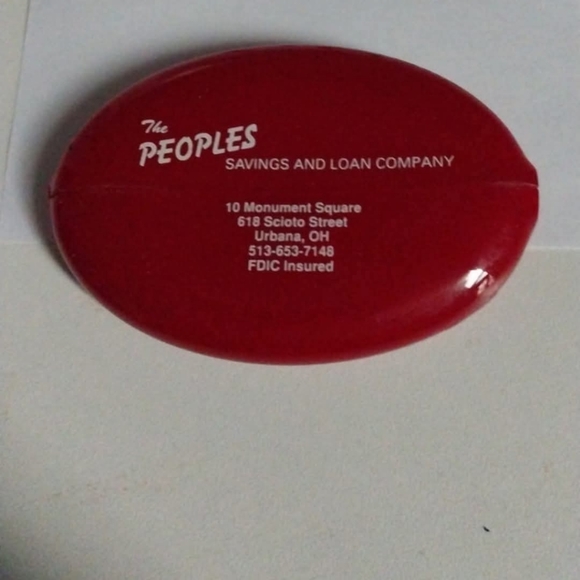 The
PEOPLES
SAVINGS AND LOAN COMPANY
10 Monument Square
618 Scioto Street
Urbana, OH
513-653-7148
FDIC Insured